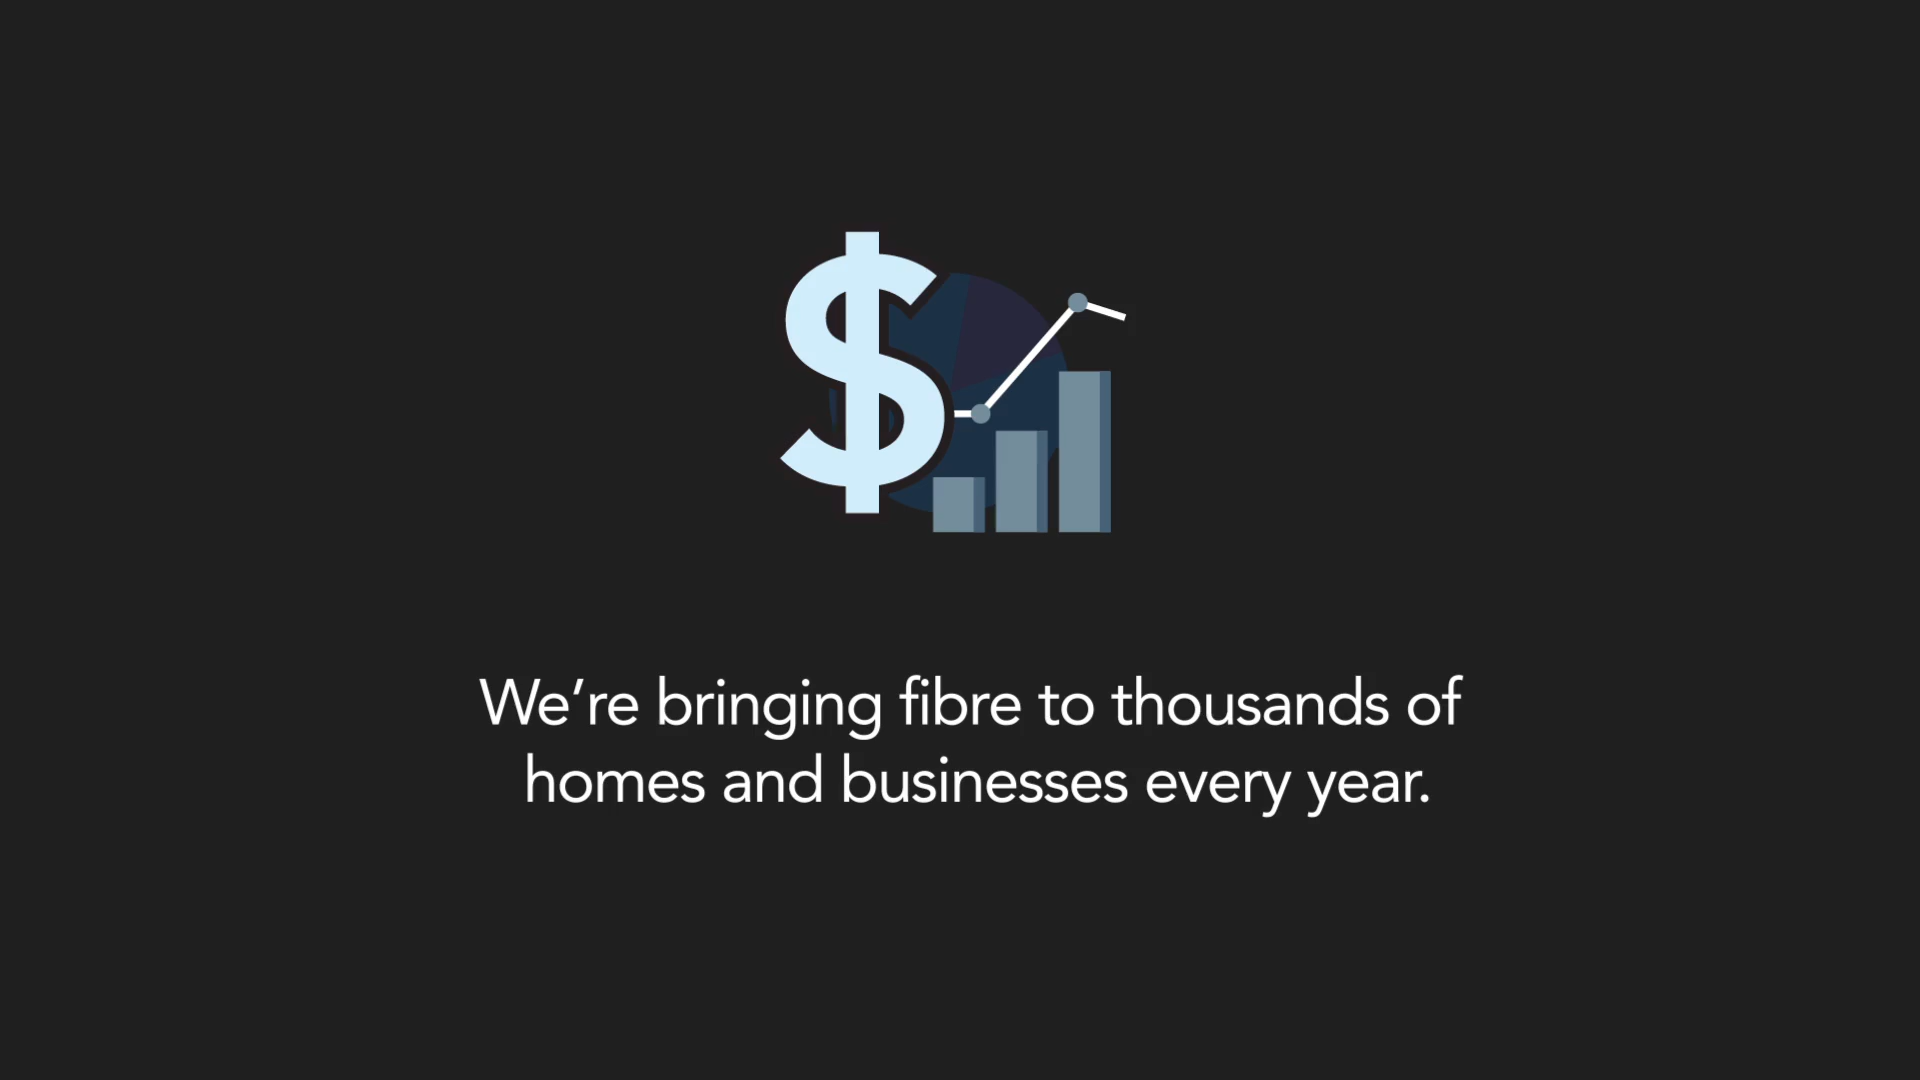 $
We’re bringing fibre to thousands of
homes and businesses every year.